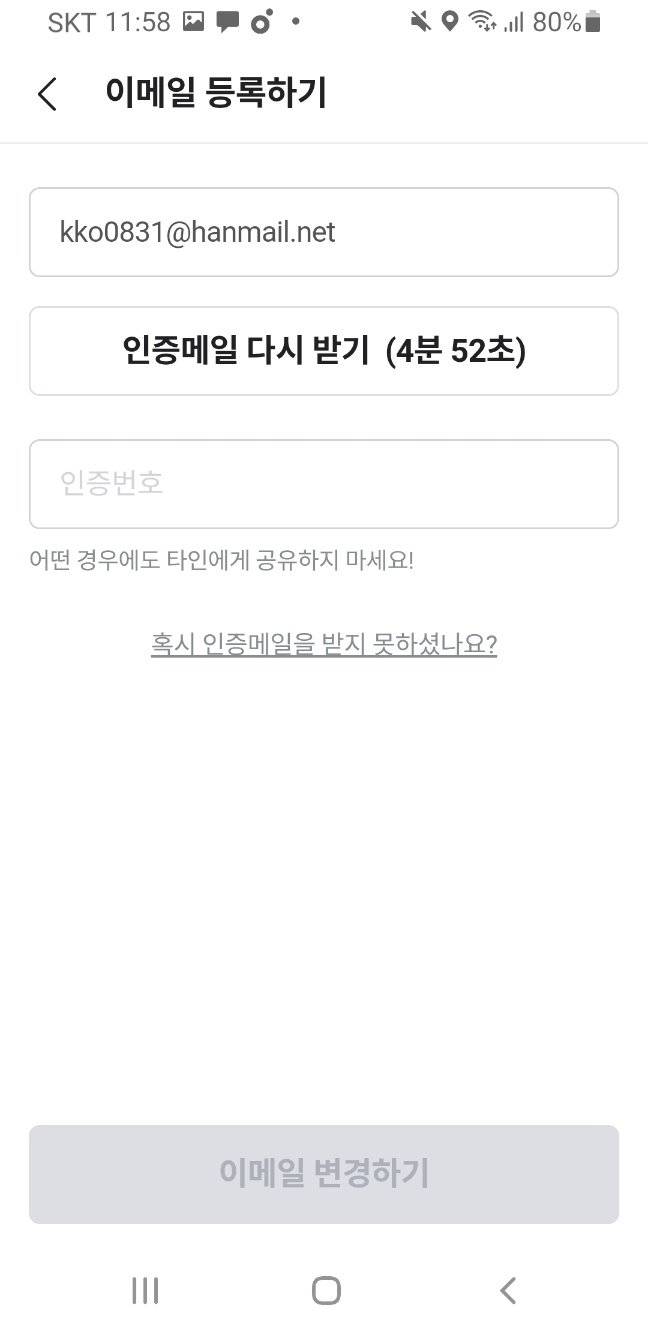 SKT 11:58 80%
이메일 등록하기
kko0831@hanmail.net
인증메일 다시 받기 (4분 52초)
인증번호
어떤 경우에도 타인에게 공유하지 마세요!
혹시 인증메일을 받지 못하셨나요?
이메일 변경하기